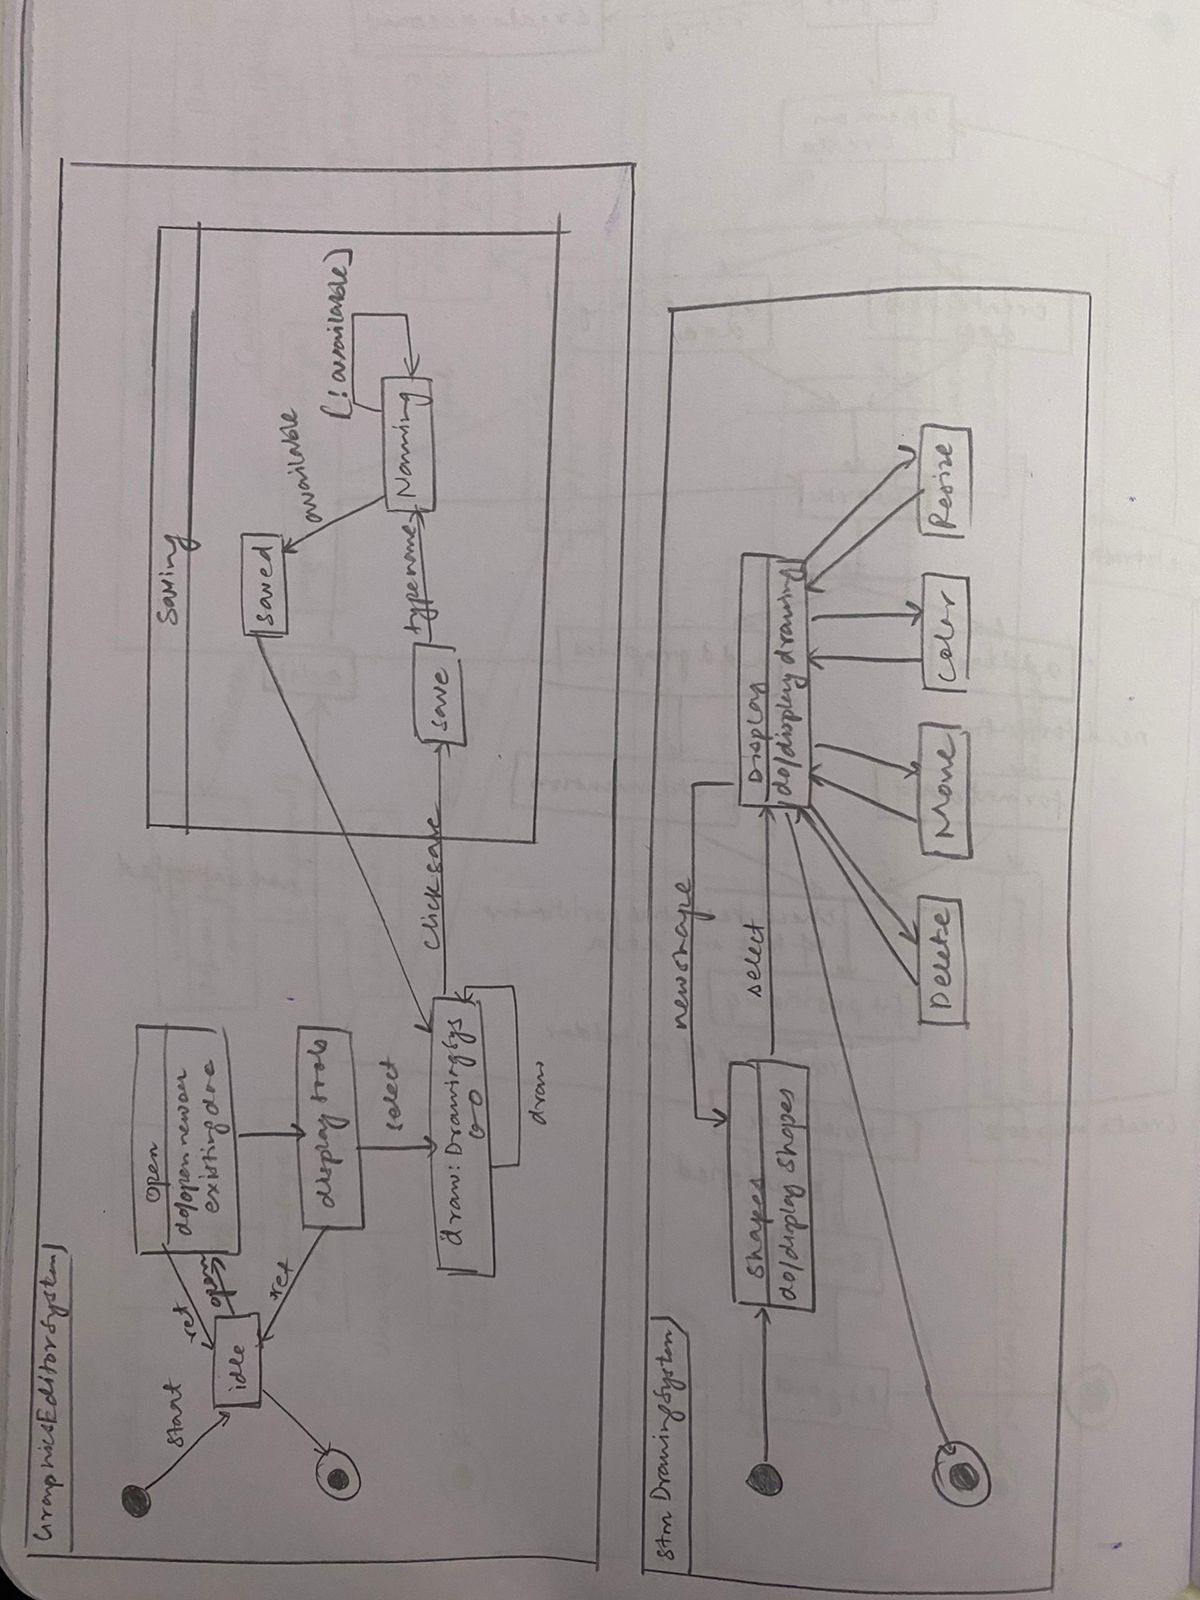 GraphicsEditorSystem
start
idle
ret
open
ret
open
do/open new or
existing doc
display tools
select
draw: DrawingSys
draw
click save
Saving
save
typename
Naming
[!available]
available
saved
stm DrawingSystem
Shapes
do/display shapes
newshape
select
Display
do/display drawing
Delete
Move
Color
Resize